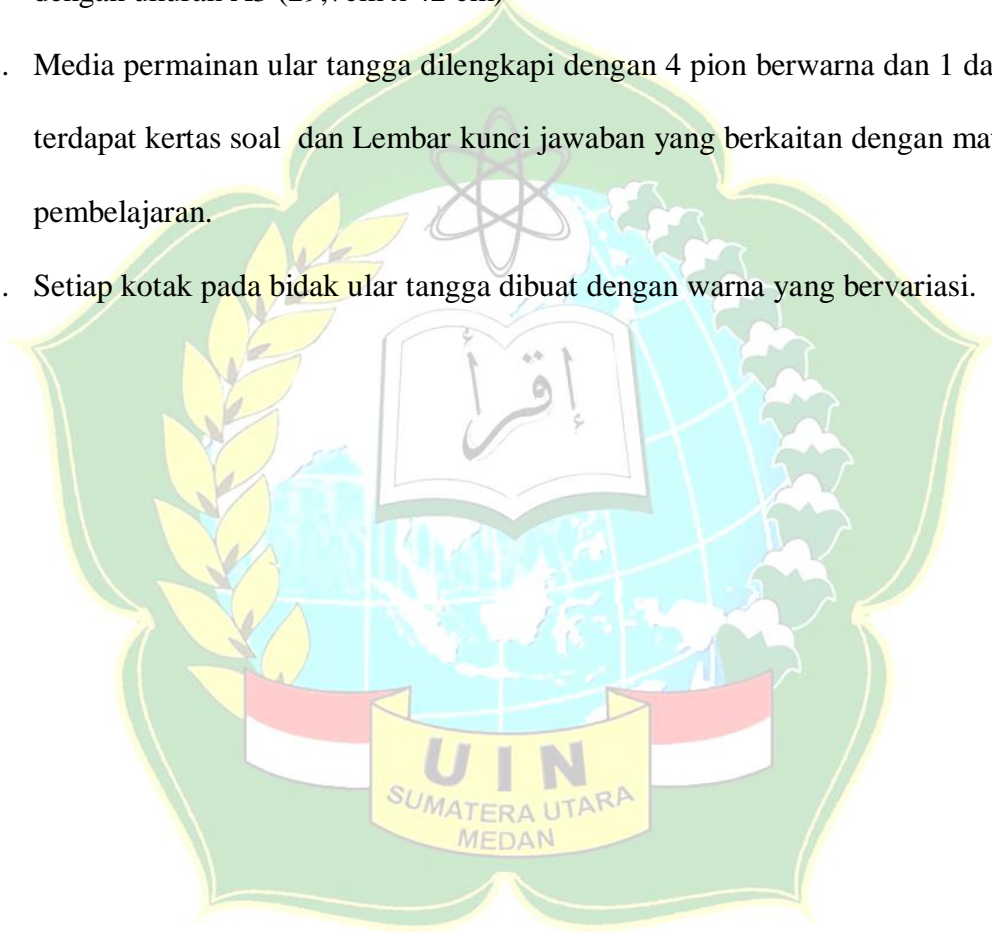 dengan ukuran A3 (29,7cm x 42 cm)
. Media permainan ular tangga dilengkapi dengan 4 pion berwarna dan 1 da
terdapat kertas soal dan Lembar kunci jawaban yang berkaitan dengan ma
pembelajaran.
. Setiap kotak pada bidak ular tangga dibuat dengan warna yang bervariasi.
إقرأ
UIN
SUMATERA UTARA
MEDAN